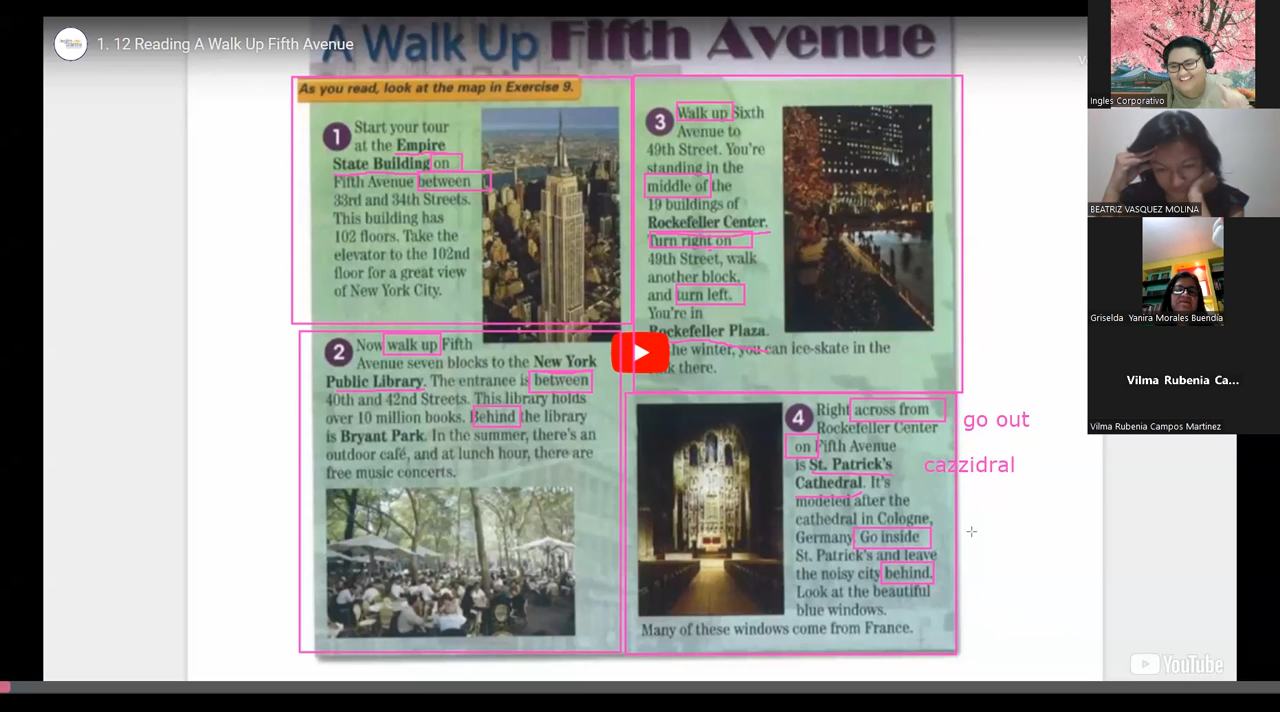 1. 12 Reading A Walk Up Fifth Avenue
A Walk Up Fifth Avenue
As you read, look at the map in Exercise 9.
1 Start your tour
at the Empire
State Building on
Fifth Avenue between
33rd and 34th Streets.
This building has
102 floors. Take the
elevator to the 102nd
floor for a great view
of New York City.
2 Now walk up Fifth
Avenue seven blocks to the New York
Public Library. The entrance is between
40th and 42nd Streets. This library holds
over 10 million books. Behind the library
is Bryant Park. In the summer, there's an
outdoor café, and at lunch hour, there are
free music concerts.
3 Walk up Sixth
Avenue to
49th Street. You're
standing in the
middle of the
19 buildings of
Rockefeller Center.
Turn right on
49th Street, walk
another block,
and turn left.
You're in
Rockefeller Plaza.
the winter, you can ice-skate in the
there.
4 Right across from
Rockefeller Center
on Fifth Avenue
is St. Patrick's
Cathedral. It's
modeled after the
cathedral in Cologne,
Germany. Go inside
St. Patrick's and leave
the noisy city behind.
Look at the beautiful
blue windows.
Many of these windows come from France.
go out
cazzidral
YouTube
Ingles Corporativo
BEATRIZ VASQUEZ MOLINA
Griselda Yanira Morales Buendia
Vilma Rubenia Ca...
Vilma Rubenia Campos Martinez